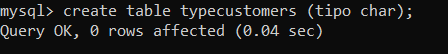 mysql> create table typecustomers (tipo char);
Query OK, 0 rows affected (0.04 sec)